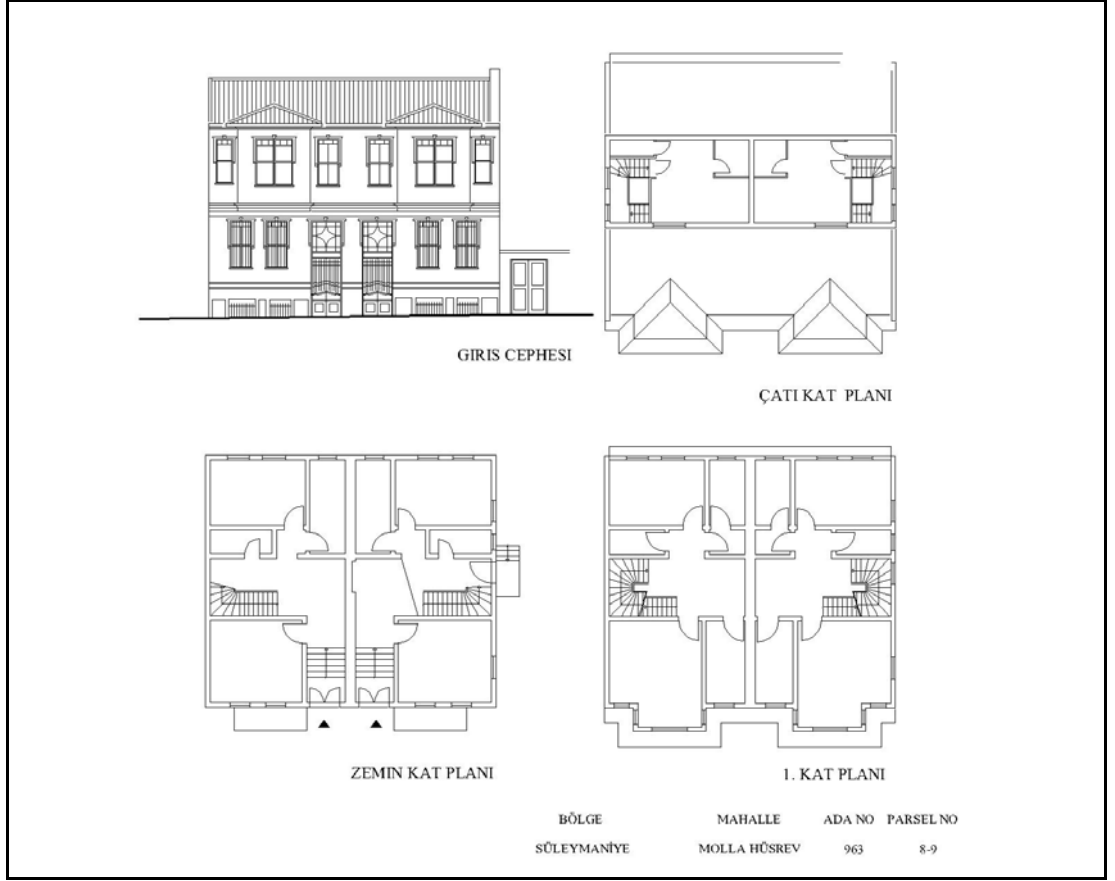 GIRIS CEPHESI
ÇATI KAT PLANI
ZEMIN KAT PLANI
1. KAT PLANI
BÖLGE MAHALLE ADA NO PARSEL NO
SÜLEYMANİYE MOLLA HÜSREV 963 8-9